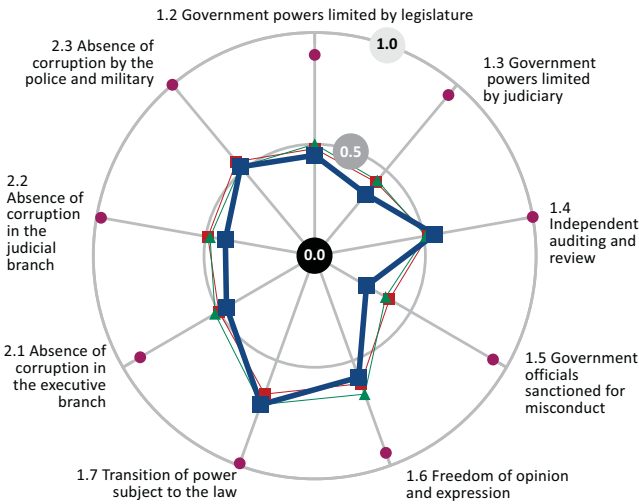 1.2 Government powers limited by legislature
1.0
1.3 Government
powers limited
by judiciary
0.5
1.4
Independent
auditing and
review
0.0
1.5 Government
officials
sanctioned for
misconduct
1.6 Freedom of opinion
and expression
1.7 Transition of power
subject to the law
2.1 Absence of
corruption in
the executive
branch
2.2
Absence of
corruption
in the
judicial
branch
2.3 Absence of
corruption by the
police and military